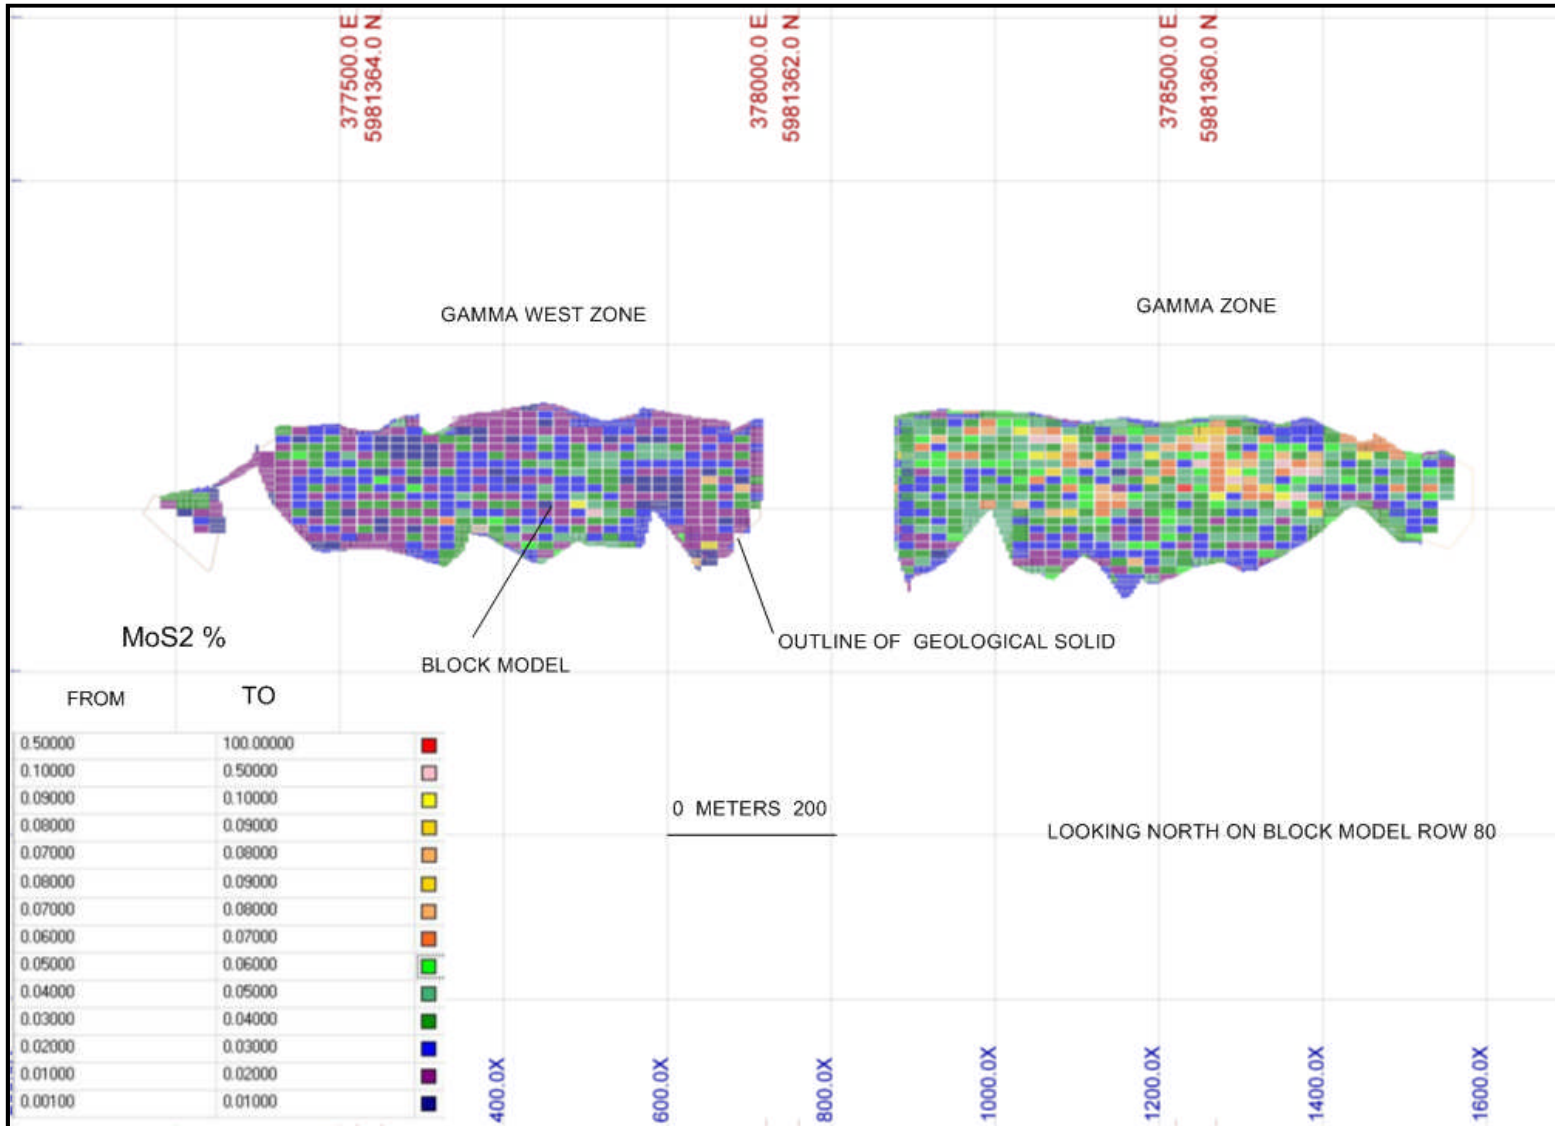 377500.0 E
5981364.0 N
378000.0 E
5981362.0 N
378500.0 E
5981360.0 N
GAMMA WEST ZONE
GAMMA ZONE
MoS2 %
BLOCK MODEL
OUTLINE OF GEOLOGICAL SOLID
FROM TO
0.50000 100.00000
0.10000 0.50000
0.09000 0.10000
0.08000 0.09000
0.07000 0.08000
0.08000 0.09000
0.07000 0.08000
0.06000 0.07000
0.05000 0.06000
0.04000 0.05000
0.03000 0.04000
0.02000 0.03000
0.01000 0.02000
0.00100 0.01000
0 METERS 200
LOOKING NORTH ON BLOCK MODEL ROW 80
400.0X
600.0X
800.0X
1000.0X
1200.0X
1400.0X
1600.0X